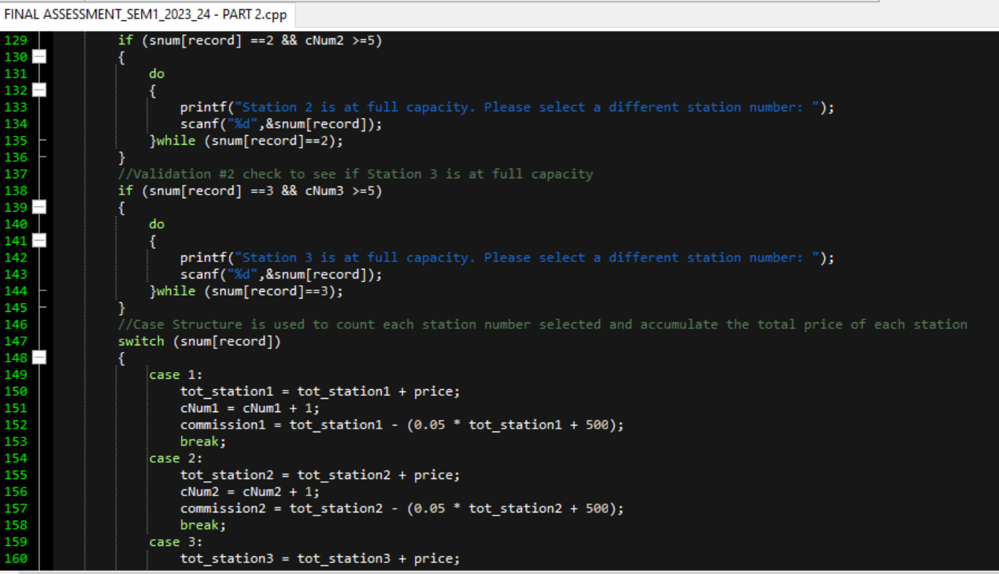 FINAL ASSESSMENT_SEM1_2023_24 - PART 2.cpp
129 if (snum[record] ==2 && cNum2 >=5)
130 {
131 do
132 {
133 printf("Station 2 is at full capacity. Please select a different station number: ");
134 scanf("%d",&snum[record]);
135 }while (snum[record]==2);
136 }
137 //Validation #2 check to see if Station 3 is at full capacity
138 if (snum[record] ==3 && cNum3 >=5)
139 {
140 do
141 {
142 printf("Station 3 is at full capacity. Please select a different station number: ");
143 scanf("%d",&snum[record]);
144 }while (snum[record]==3);
145 }
146 //Case Structure is used to count each station number selected and accumulate the total price of each station
147 switch (snum[record])
148 {
149 case 1:
150 tot_station1 = tot_station1 + price;
151 cNum1 = cNum1 + 1;
152 commission1 = tot_station1 - (0.05 * tot_station1 + 500);
153 break;
154 case 2:
155 tot_station2 = tot_station2 + price;
156 cNum2 = cNum2 + 1;
157 commission2 = tot_station2 - (0.05 * tot_station2 + 500);
158 break;
159 case 3:
160 tot_station3 = tot_station3 + price;